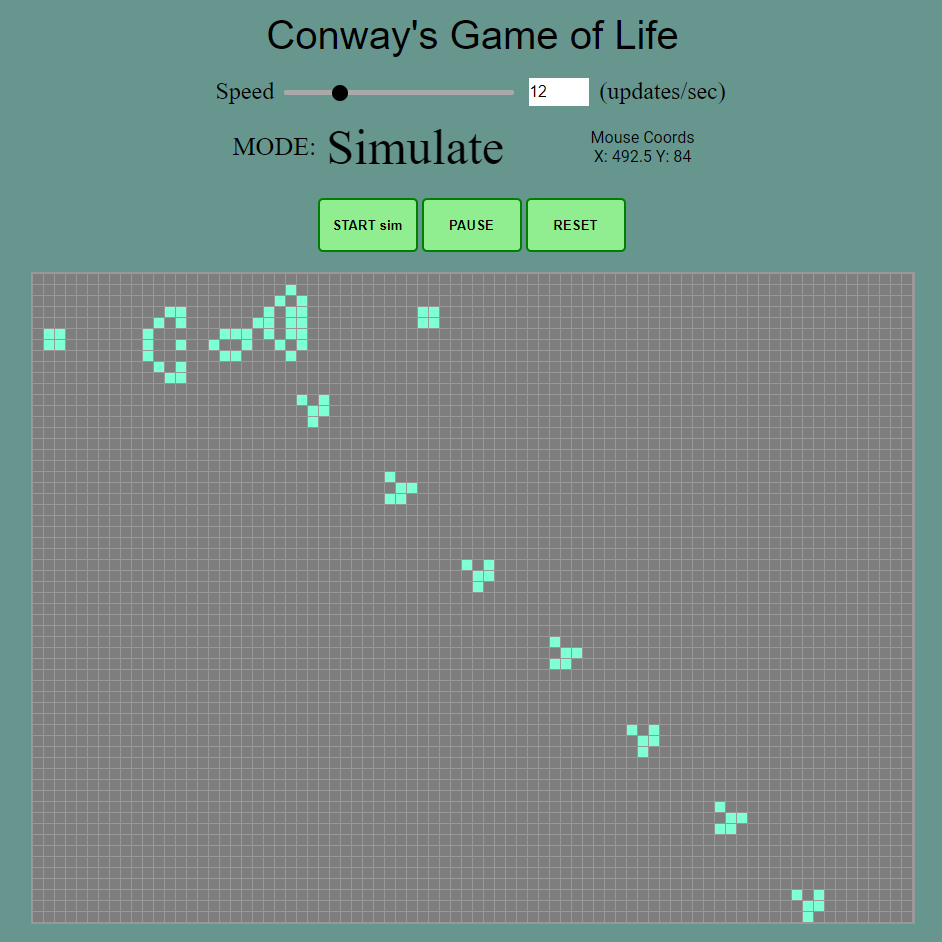 Conway's Game of Life
Speed 12 (updates/sec)
MODE: Simulate
Mouse Coords
X: 492.5 Y: 84
START sim PAUSE RESET